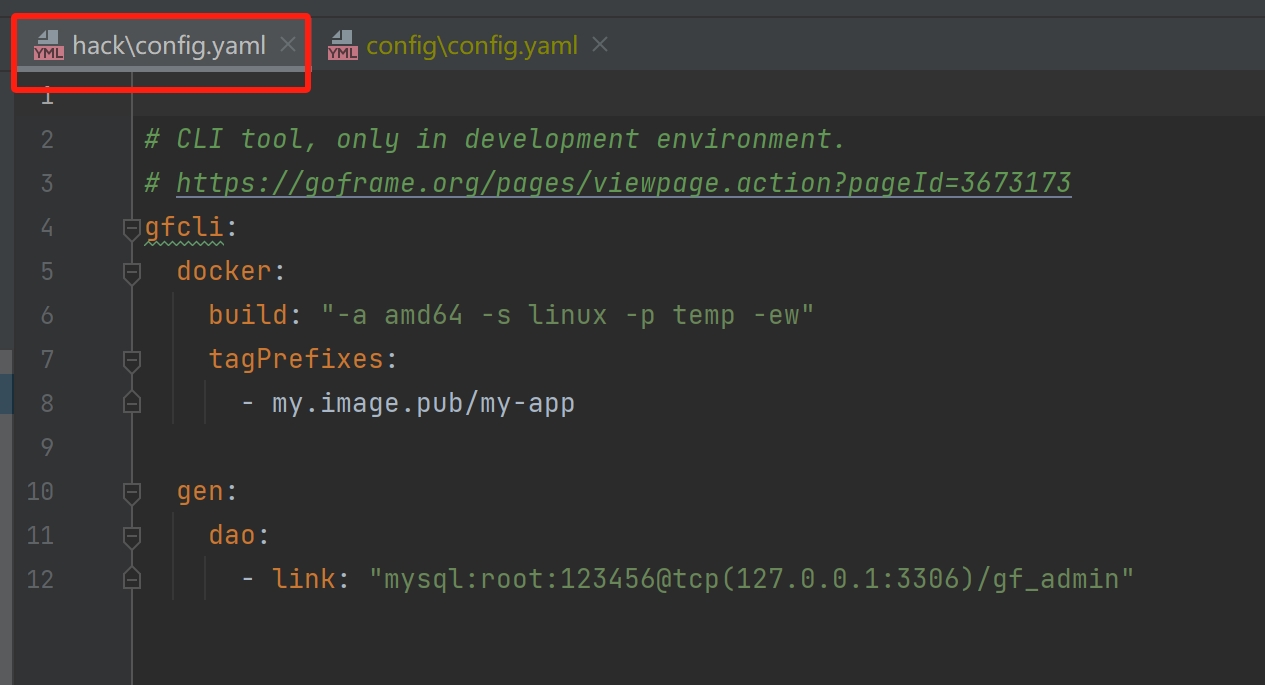 YML hack\config.yaml × YML config\config.yaml ×
1
2 # CLI tool, only in development environment.
3 # https://goframe.org/pages/viewpage.action?pageId=3673173
4 gfcli:
5 docker:
6 build: "-a amd64 -s linux -p temp -ew"
7 tagPrefixes:
8 - my.image.pub/my-app
9
10 gen:
11 dao:
12 - link: "mysql:root:123456@tcp(127.0.0.1:3306)/gf_admin"